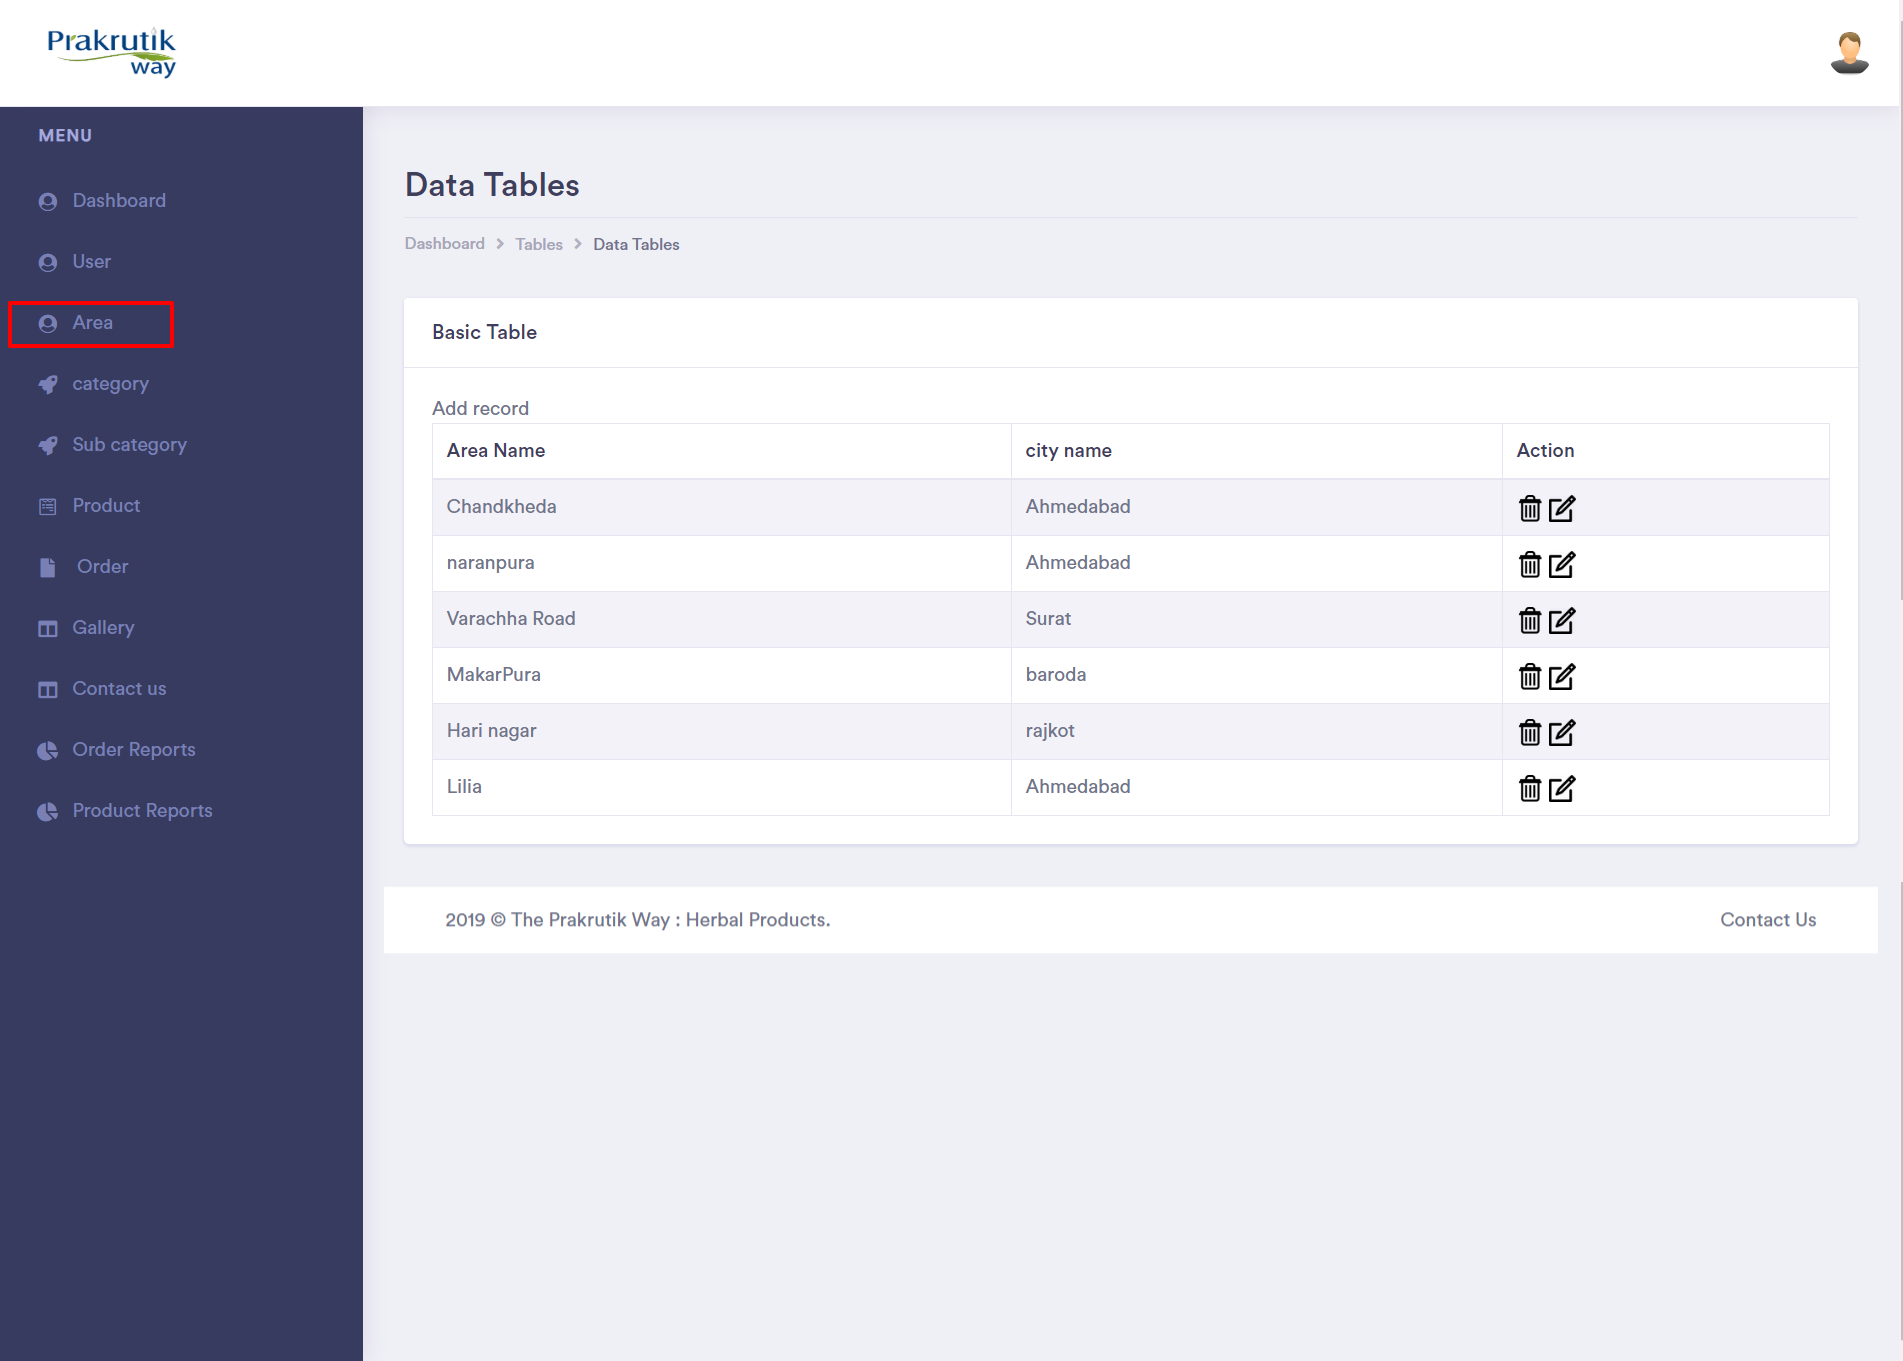 Prakrutik
way
MENU
Dashboard
User
Area
category
Sub category
Product
Order
Gallery
Contact us
Order Reports
Product Reports
Data Tables
Dashboard > Tables > Data Tables
Basic Table
Add record
Area Name city name Action
Chandkheda Ahmedabad
naranpura Ahmedabad
Varachha Road Surat
MakarPura baroda
Hari nagar rajkot
Lilia Ahmedabad
2019 © The Prakrutik Way : Herbal Products. Contact Us